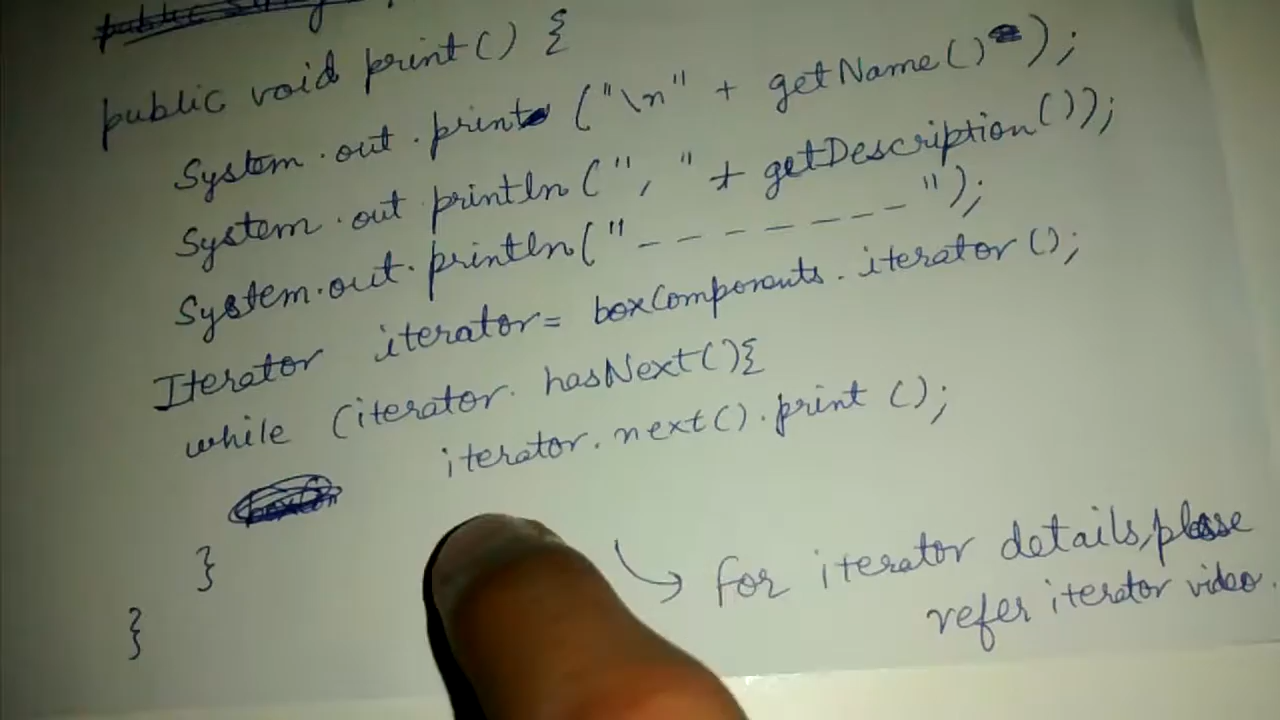 public void print() {
System.out.print ("\n" + getName() );
System.out.println (", " + getDescription());
System.out.println(" - - - - - - - - ");
Iterator iterator = boxComponents.iterator();
while (iterator.hasNext(){
iterator.next().print();
}
}
For iterator details, please
refer iterator video.